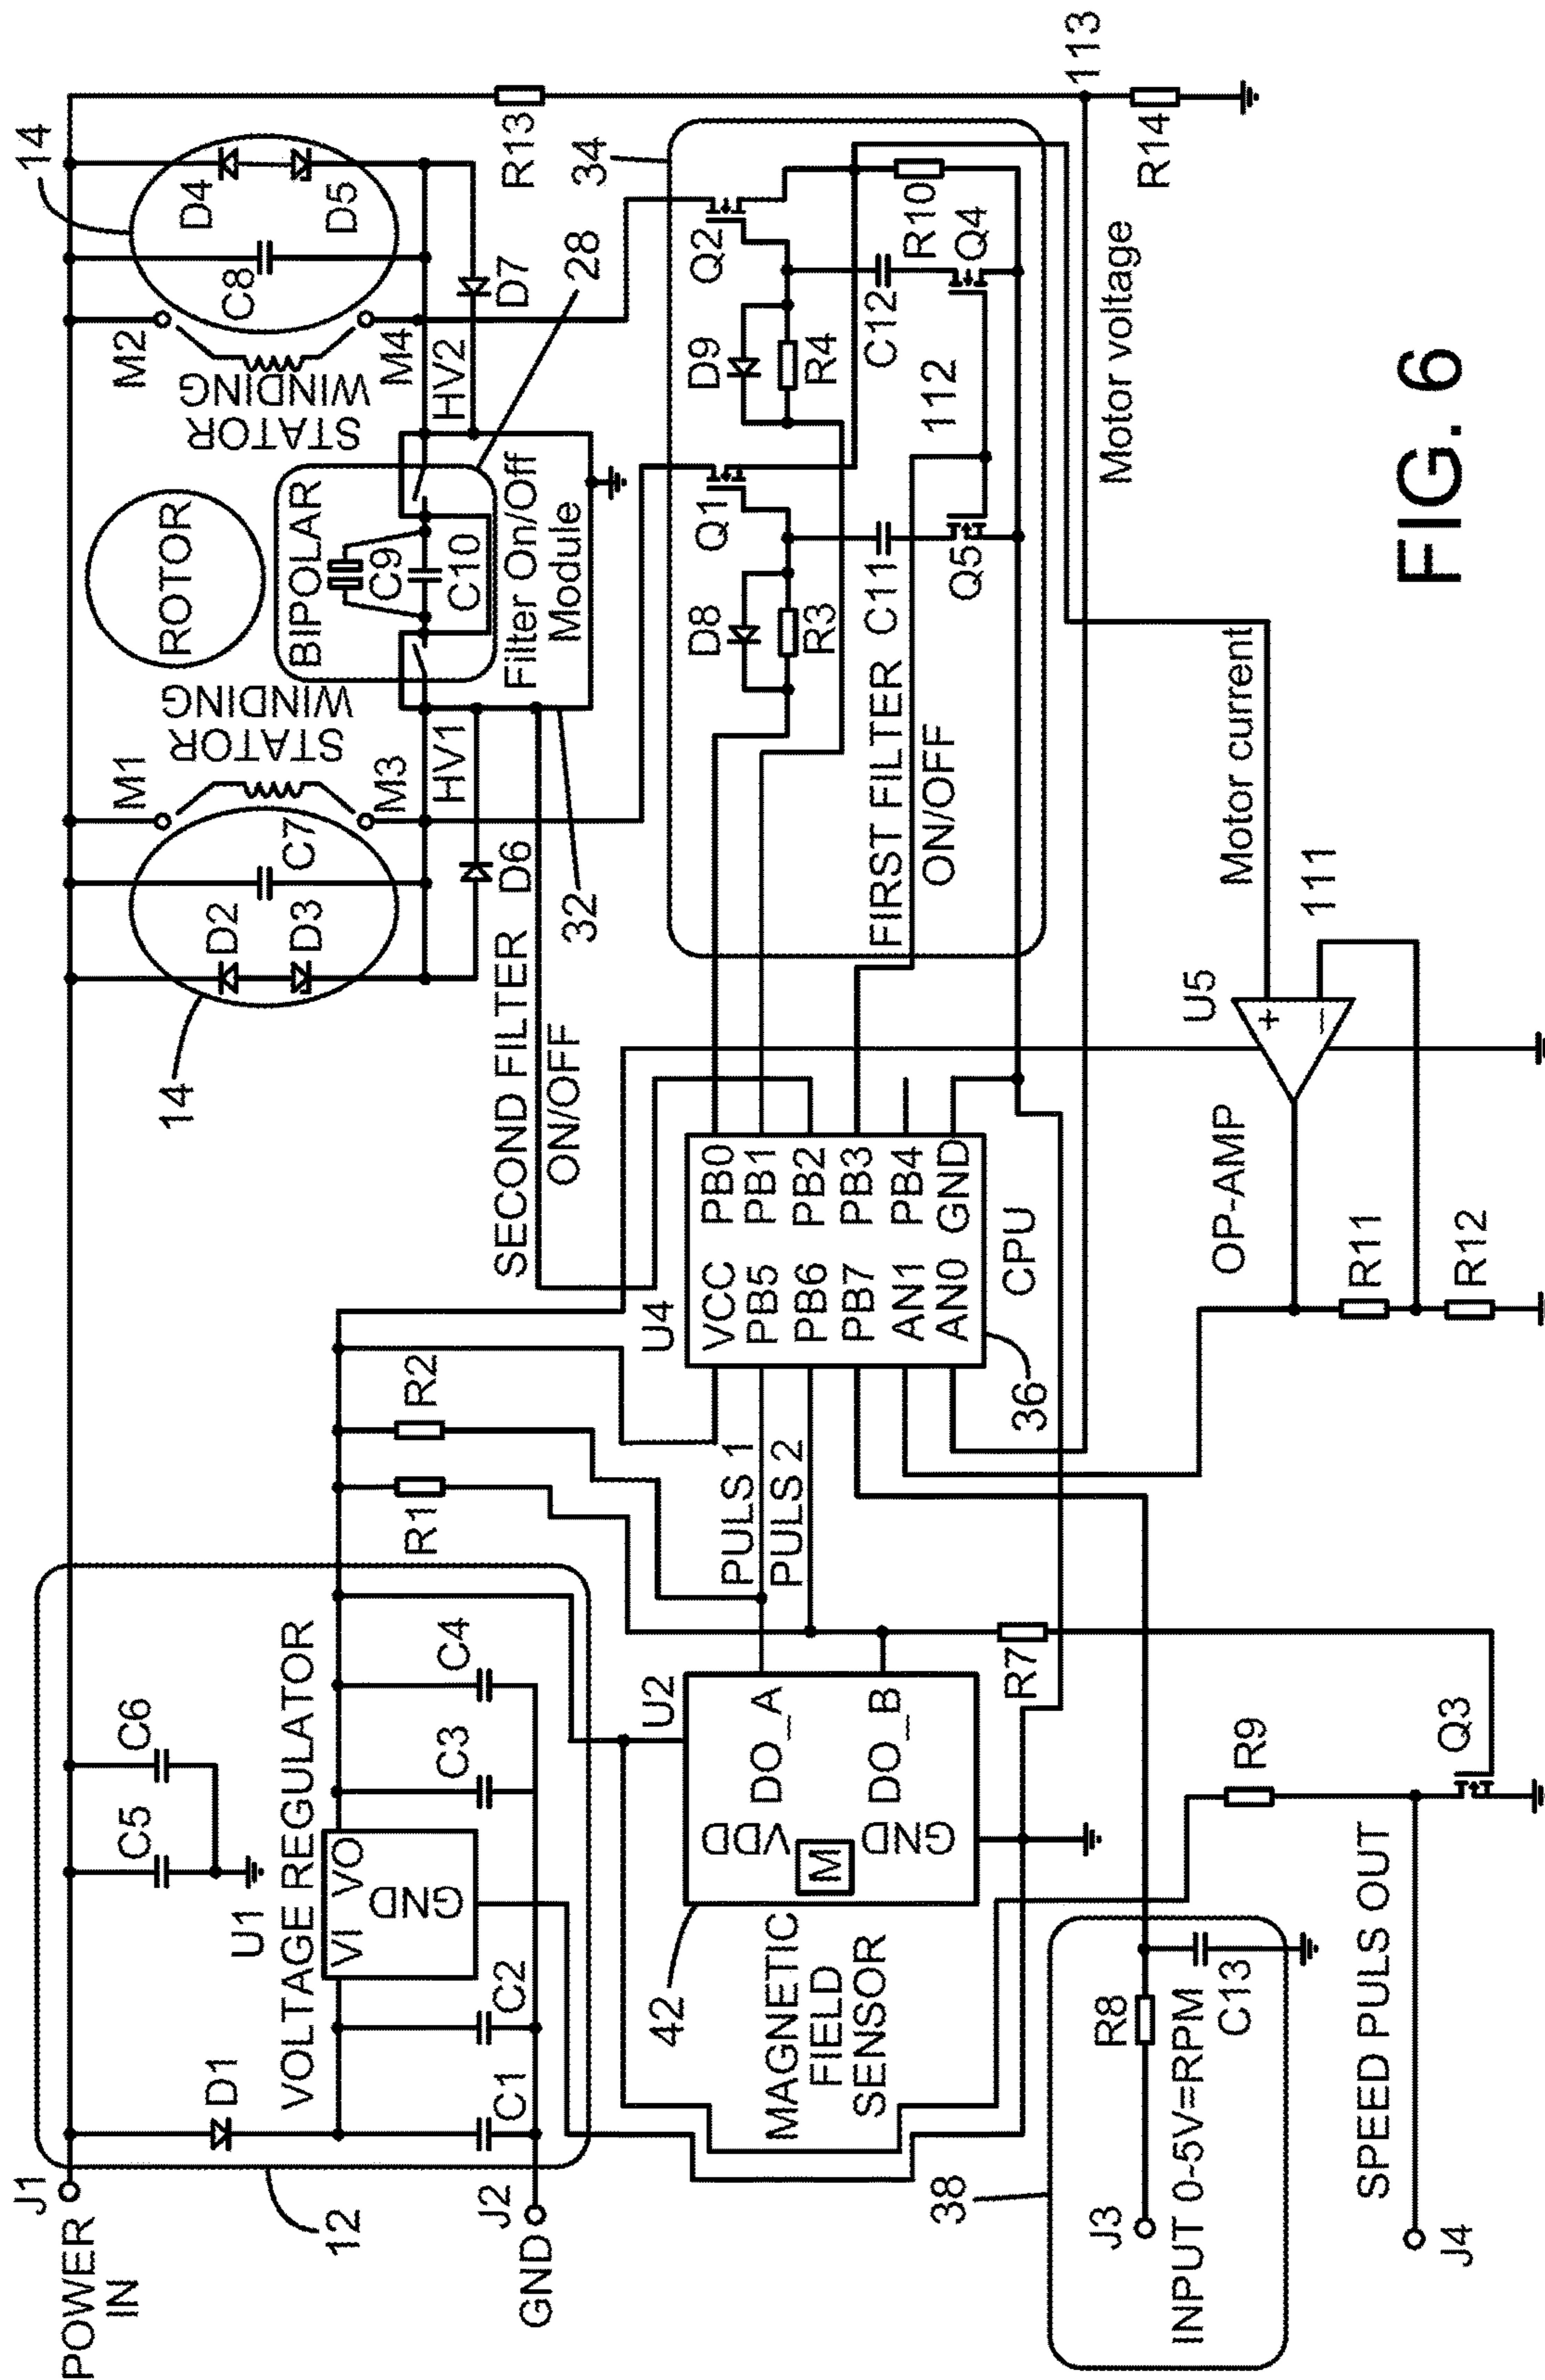 J1
POWER
IN
12
J2
GND
D1
C1
C2
C5
C6
U1
VOLTAGE REGULATOR
VI
VO
GND
C3
C4
R1
R2
14
D2
D3
C7
M1
M3
STATOR
WINDING
ROTOR
HV1
D6
SECOND FILTER
ON/OFF
32
BIPOLAR
C9
C10
Filter On/Off
Module
28
STATOR
WINDING
M2
M4
HV2
D7
C8
D4
D5
14
R13
34
Q1
Q2
D8
R3
D9
R4
C11
C12
R10
Q4
Q5
112
FIRST FILTER
ON/OFF
113
R14
Motor voltage
Motor current
111
U4
VCC
PB5
PB6
PB7
AN1
AN0
PB0
PB1
PB2
PB3
PB4
GND
CPU
36
PULS 1
PULS 2
U2
DO_A
DO_B
VDD
GND
M
42
MAGNETIC
FIELD
SENSOR
R7
OP-AMP
U5
+
–
R11
R12
38
J3
INPUT 0-5V=RPM
R8
C13
R9
Q3
SPEED PULS OUT
J4
FIG. 6